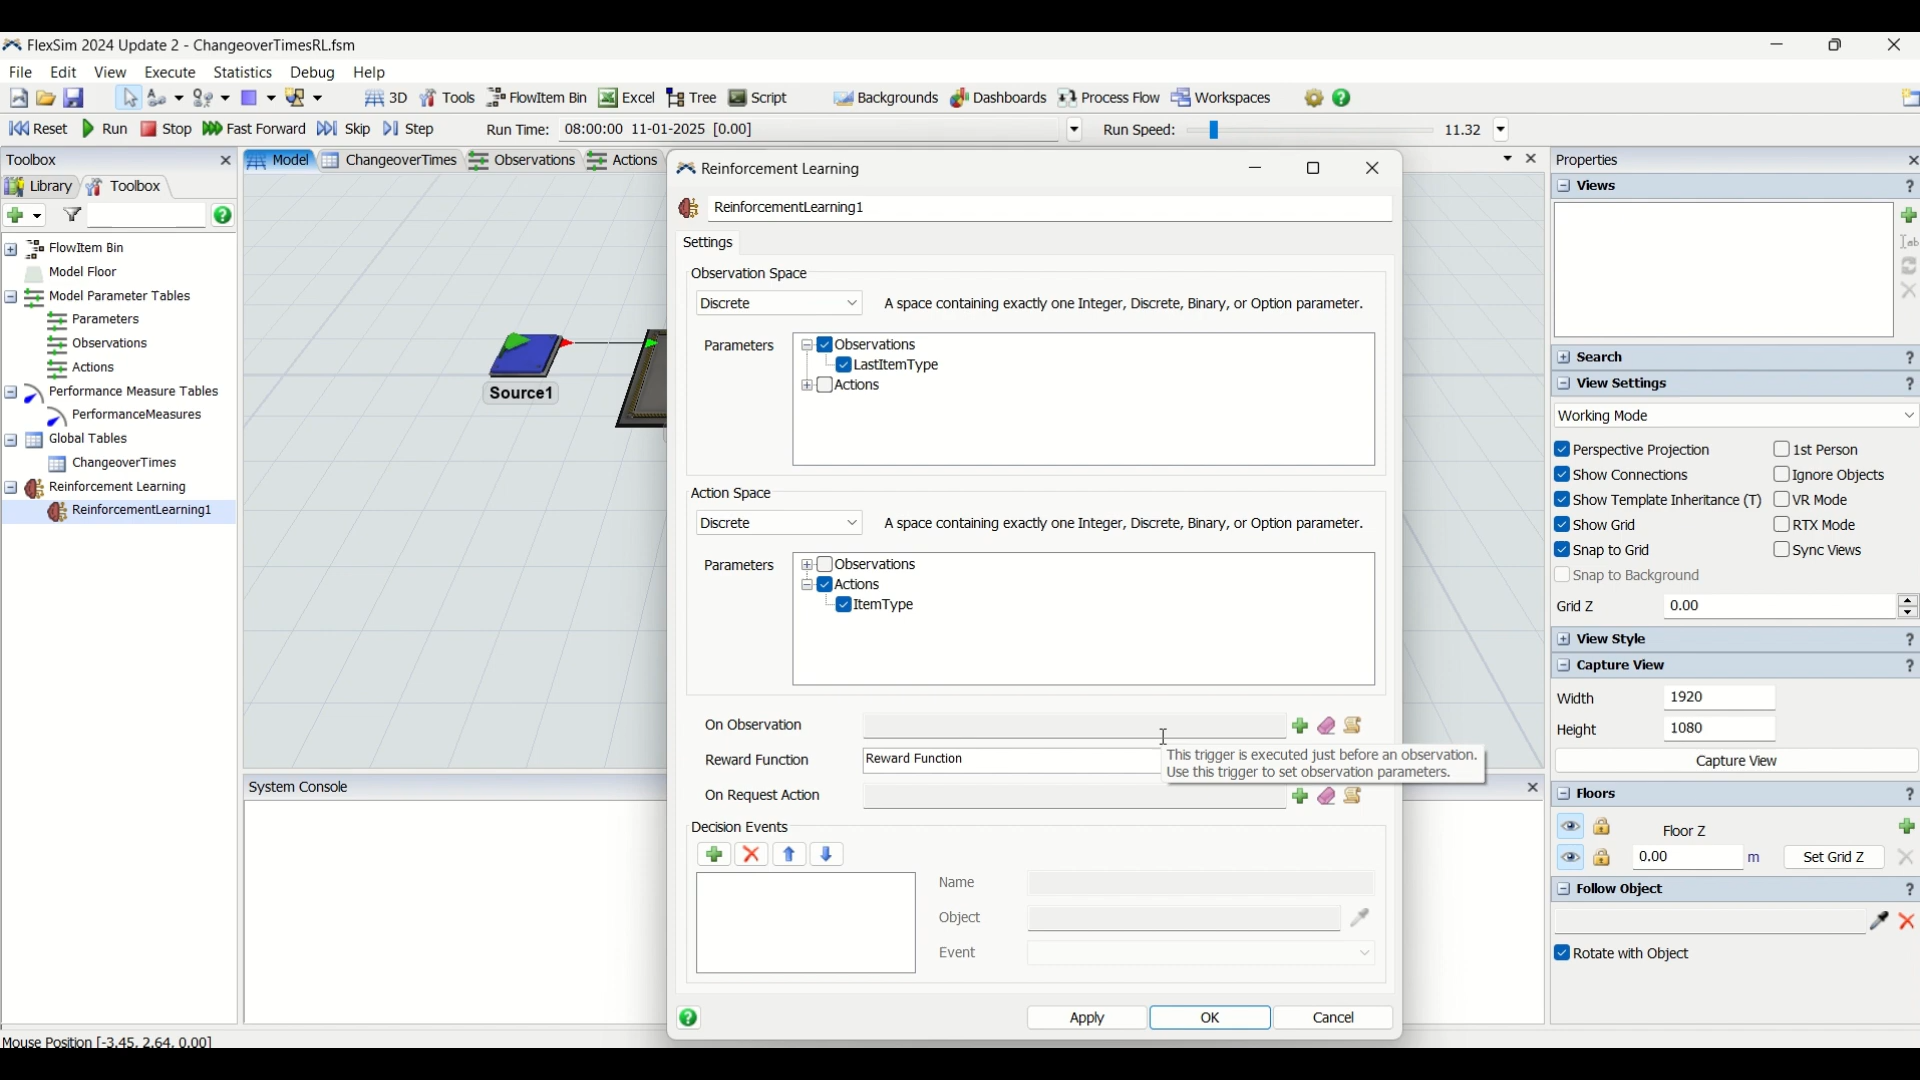 FlexSim 2024 Update 2 - ChangeoverTimesRL.fsm
File Edit View Execute Statistics Debug Help
3D Tools FlowItem Bin Excel Tree Script Backgrounds Dashboards Process Flow Workspaces
Reset Run Stop Fast Forward Skip Step Run Time: 08:00:00 11-01-2025 [0.00] Run Speed: 11.32
Toolbox
Library Toolbox
FlowItem Bin
Model Floor
Model Parameter Tables
Parameters
Observations
Actions
Performance Measure Tables
PerformanceMeasures
Global Tables
ChangeoverTimes
Reinforcement Learning
ReinforcementLearning1
Model ChangeoverTimes Observations Actions
Source1
System Console
Reinforcement Learning
ReinforcementLearning1
Settings
Observation Space
Discrete A space containing exactly one Integer, Discrete, Binary, or Option parameter.
Parameters
Observations
LastItemType
Actions
Action Space
Discrete A space containing exactly one Integer, Discrete, Binary, or Option parameter.
Parameters
Observations
Actions
ItemType
On Observation
Reward Function Reward Function
This trigger is executed just before an observation.
Use this trigger to set observation parameters.
On Request Action
Decision Events
Name
Object
Event
Apply OK Cancel
Properties
Views ?
Search ?
View Settings ?
Working Mode
Perspective Projection 1st Person
Show Connections Ignore Objects
Show Template Inheritance (T) VR Mode
Show Grid RTX Mode
Snap to Grid Sync Views
Snap to Background
Grid Z 0.00
View Style ?
Capture View ?
Width 1920
Height 1080
Capture View
Floors ?
Floor Z
0.00 m Set Grid Z
Follow Object ?
Rotate with Object
Mouse Position [-3.45, 2.64, 0.00]